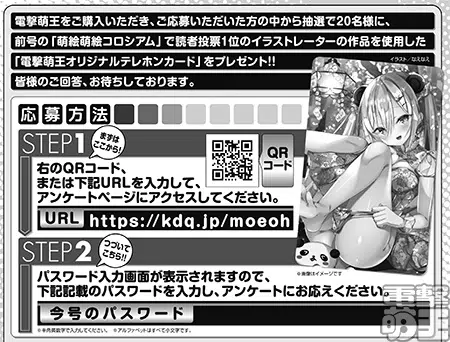 電撃萌王をご購入いただき、ご応募いただいた方の中から抽選で20名様に、
前号の「萌絵萌絵コロシアム」で読者投票1位のイラストレーターの作品を使用した
「電撃萌王オリジナルテレホンカード」をプレゼント!!
皆様のご回答、お待ちしております。
イラスト/なえなえ
応募方法
STEP1
まずは
ここから!
右のQRコード、
または下記URLを入力して、
アンケートページにアクセスしてください。
QR
コード
URL https://kdq.jp/moeoh
※画像はイメージです
STEP2
つづいて
こちら!!
パスワード入力画面が表示されますので、
下記記載のパスワードを入力し、アンケートにお答えください。
今号のパスワード
※半角英数字で入力してください。 ※アルファベットはすべて小文字です。
電撃
萌王